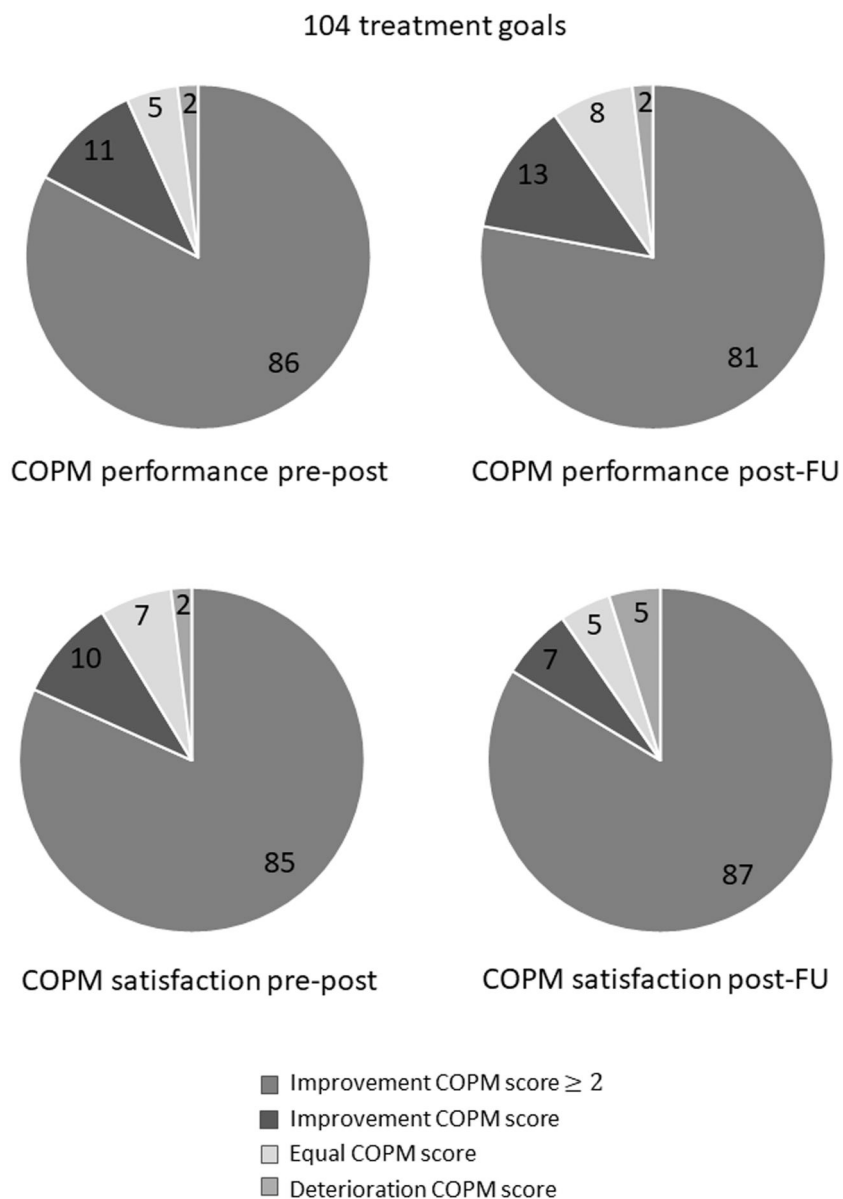 104 treatment goals
2
5
11
86
COPM performance pre-post
2
8
13
81
COPM performance post-FU
2
7
10
85
COPM satisfaction pre-post
5
5
7
87
COPM satisfaction post-FU
Improvement COPM score ≥ 2
Improvement COPM score
Equal COPM score
Deterioration COPM score